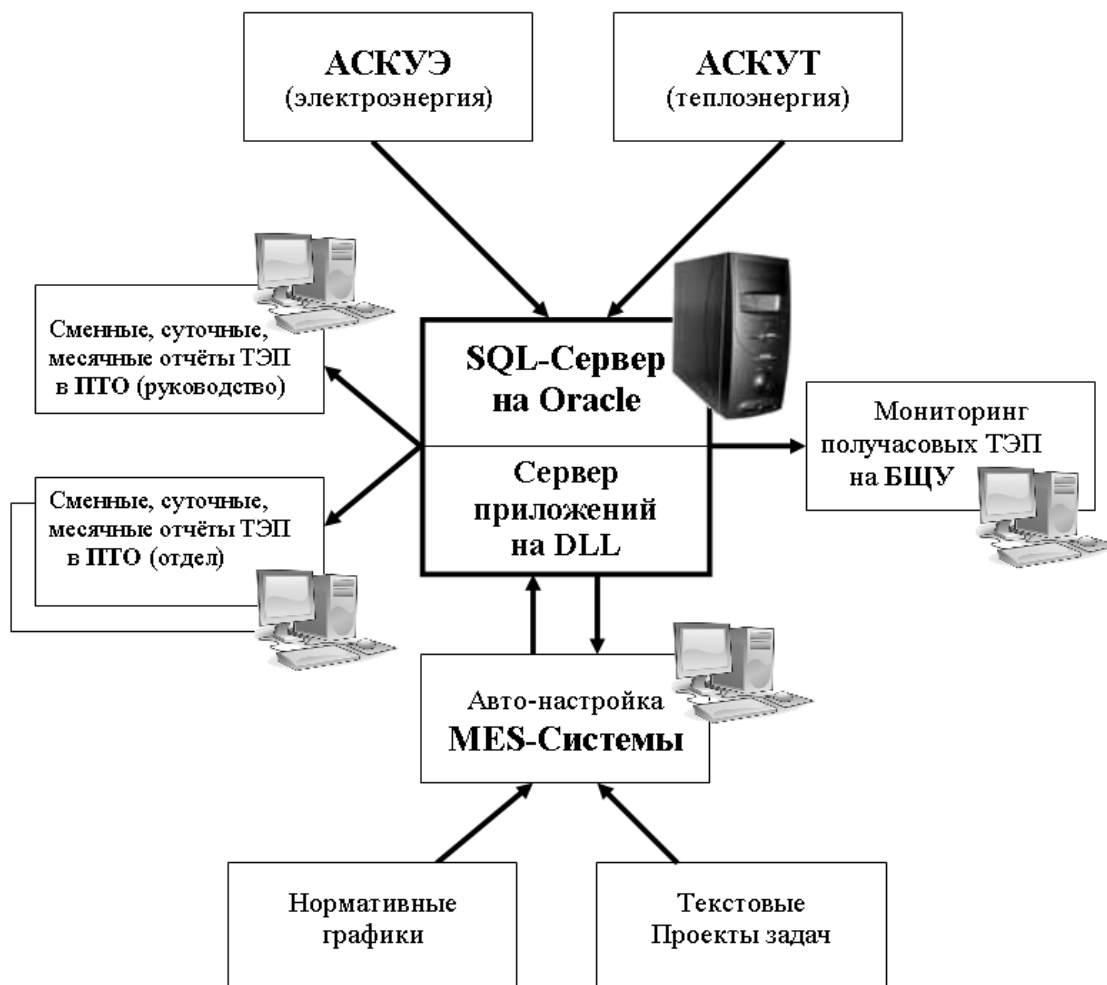 АСКУЭ
(электроэнергия)
АСКУТ
(теплоэнергия)
Сменные, суточные,
месячные отчёты ТЭП
в ПТО (руководство)
SQL-Сервер
на Oracle
Сервер
приложений
на DLL
Мониторинг
получасовых ТЭП
на БЩУ
Сменные, суточные,
месячные отчёты ТЭП
в ПТО (отдел)
Авто-настройка
MES-Системы
Нормативные
графики
Текстовые
Проекты задач